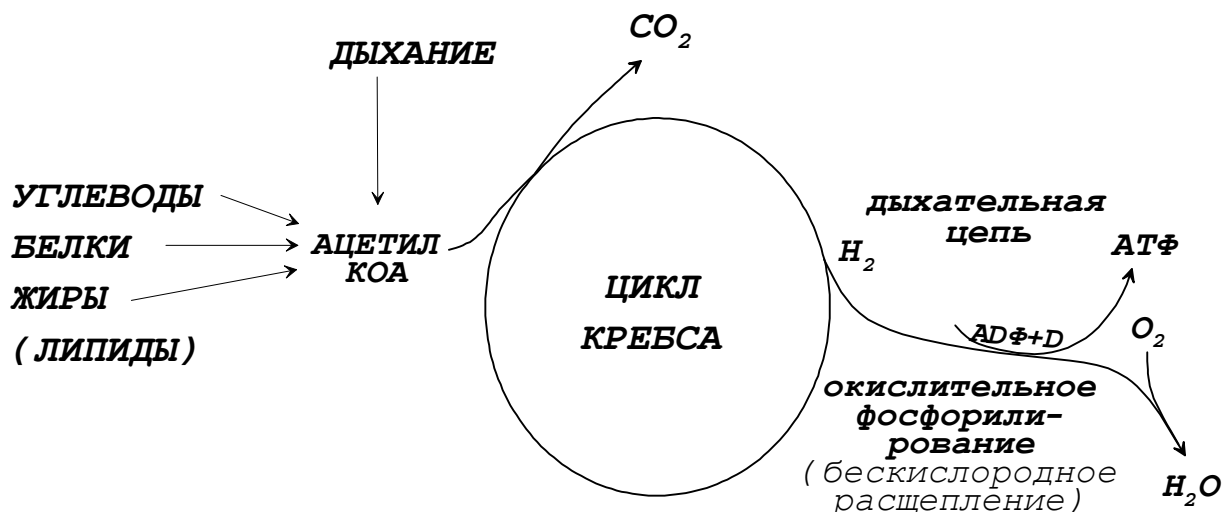 CO₂
ДЫХАНИЕ
УГЛЕВОДЫ
БЕЛКИ
ЖИРЫ
(ЛИПИДЫ)
АЦЕТИЛ
КОА
ЦИКЛ
КРЕБСА
дыхательная
цепь
H₂
АТФ
АDФ+D
O₂
окислительное
фосфорили-
рование
(бескислородное
расщепление)
H₂O